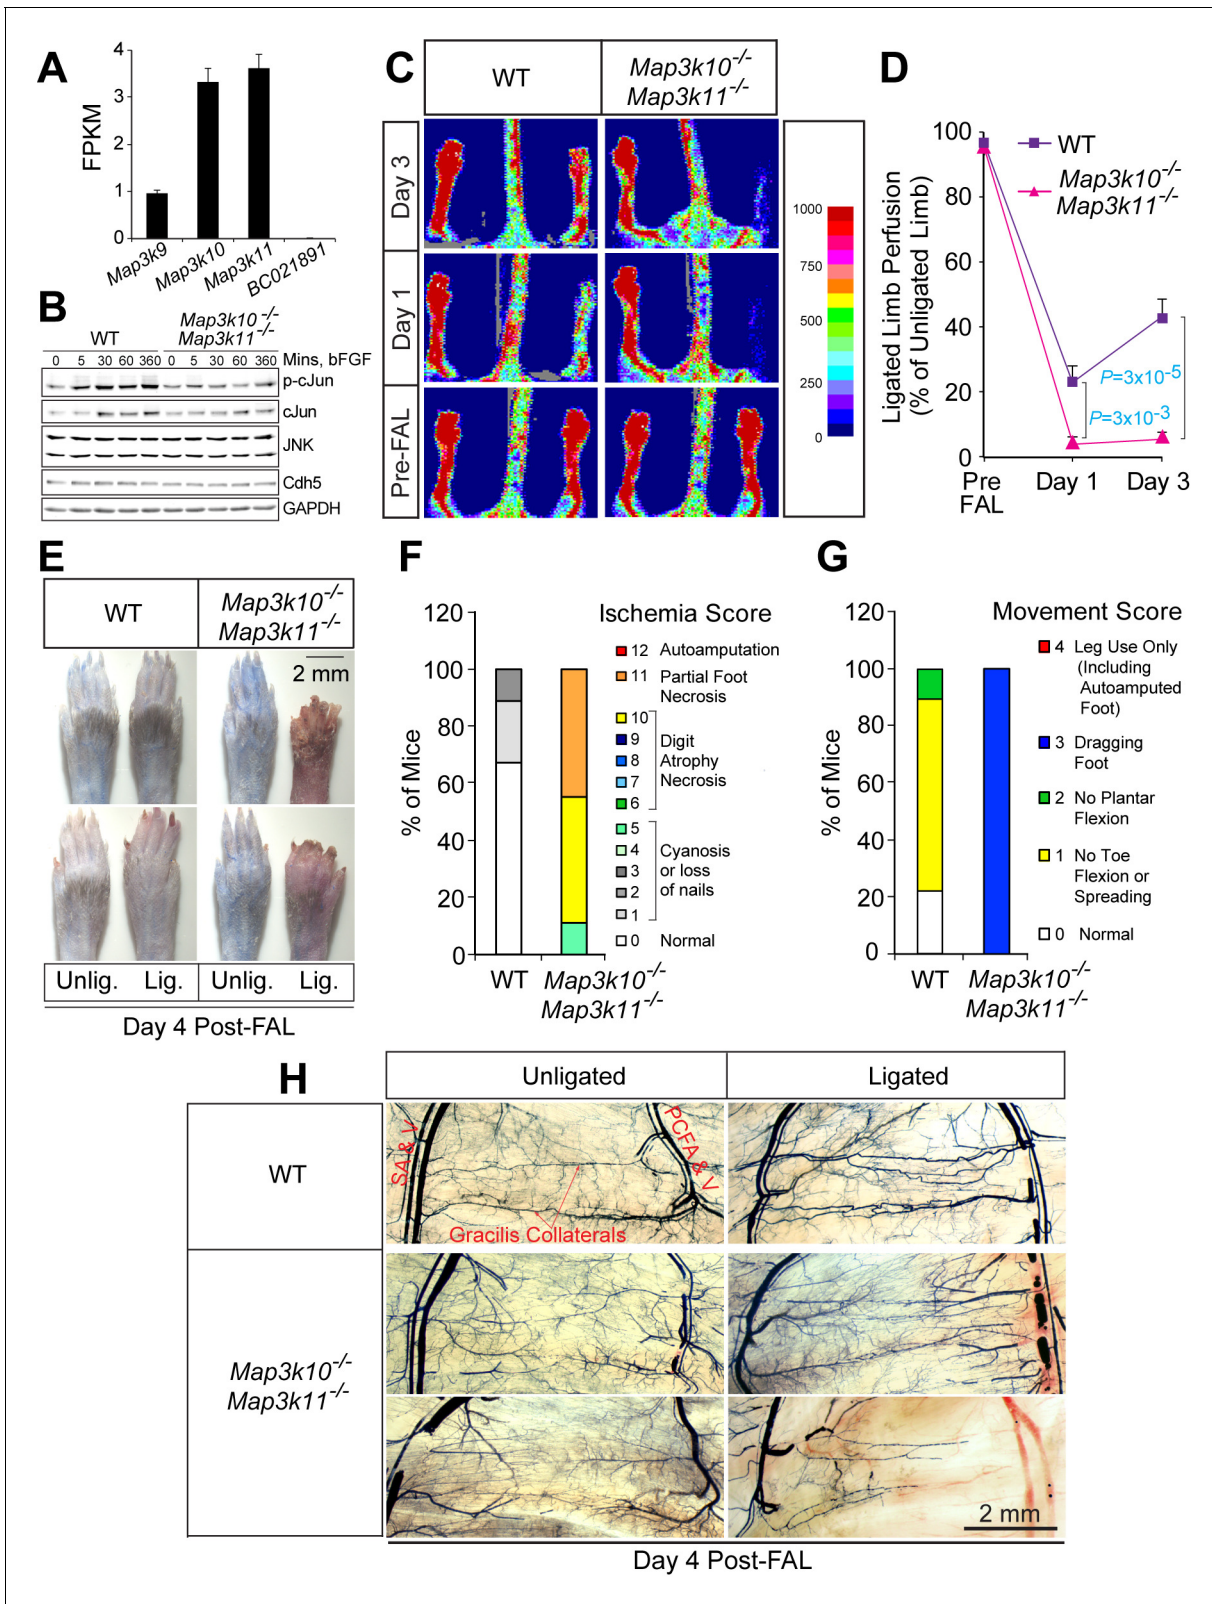 A
FPKM
4
3
2
1
0
Map3k9
Map3k10
Map3k11
BC021891
B
WT
Map3k10-/-
Map3k11-/-
0 5 30 60 360 0 5 30 60 360 Mins, bFGF
p-cJun
cJun
JNK
Cdh5
GAPDH
C
WT
Map3k10-/-
Map3k11-/-
Day 3
Day 1
Pre-FAL
1000
750
500
250
0
D
Ligated Limb Perfusion
(% of Unligated Limb)
100
80
60
40
20
0
WT
Map3k10-/-
Map3k11-/-
P=3x10-5
P=3x10-3
Pre
FAL
Day 1
Day 3
E
WT
Map3k10-/-
Map3k11-/-
2 mm
Unlig. Lig. Unlig. Lig.
Day 4 Post-FAL
F
% of Mice
120
100
80
60
40
20
0
WT
Map3k10-/-
Map3k11-/-
Ischemia Score
12 Autoamputation
11 Partial Foot
Necrosis
10
9 Digit
8 Atrophy
7 Necrosis
6
5
4 Cyanosis
3 or loss
2 of nails
1
0 Normal
G
% of Mice
120
100
80
60
40
20
0
WT
Map3k10-/-
Map3k11-/-
Movement Score
4 Leg Use Only
(Including
Autoamputed
Foot)
3 Dragging
Foot
2 No Plantar
Flexion
1 No Toe
Flexion or
Spreading
0 Normal
H
Unligated
Ligated
WT
SA & V
PCFA & V
Gracilis Collaterals
Map3k10-/-
Map3k11-/-
2 mm
Day 4 Post-FAL